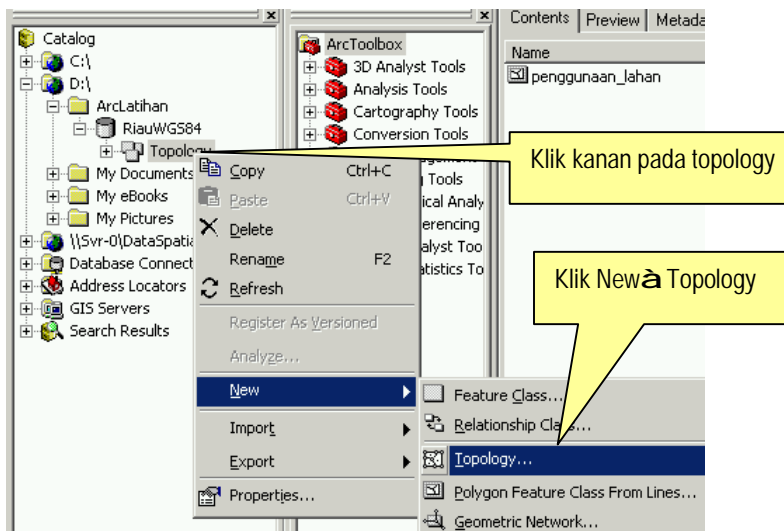 Catalog
C:\
D:\
ArcLatihan
RiauWGS84
Topology
My Documents
My eBooks
My Pictures
\\Svr-0\DataSpatia
Database Connect
Address Locators
GIS Servers
Search Results
ArcToolbox
3D Analyst Tools
Analysis Tools
Cartography Tools
Conversion Tools
Tools
ical Analy
erencing
alyst Too
atistics To
Contents
Preview
Metada
Name
penggunaan_lahan
Copy Ctrl+C
Paste Ctrl+V
Delete
Rename F2
Refresh
Register As Versioned
Analyze...
New
Import
Export
Properties...
Feature Class...
Relationship Cla...
Topology...
Polygon Feature Class From Lines...
Geometric Network...
Klik kanan pada topology
Klik Newà Topology